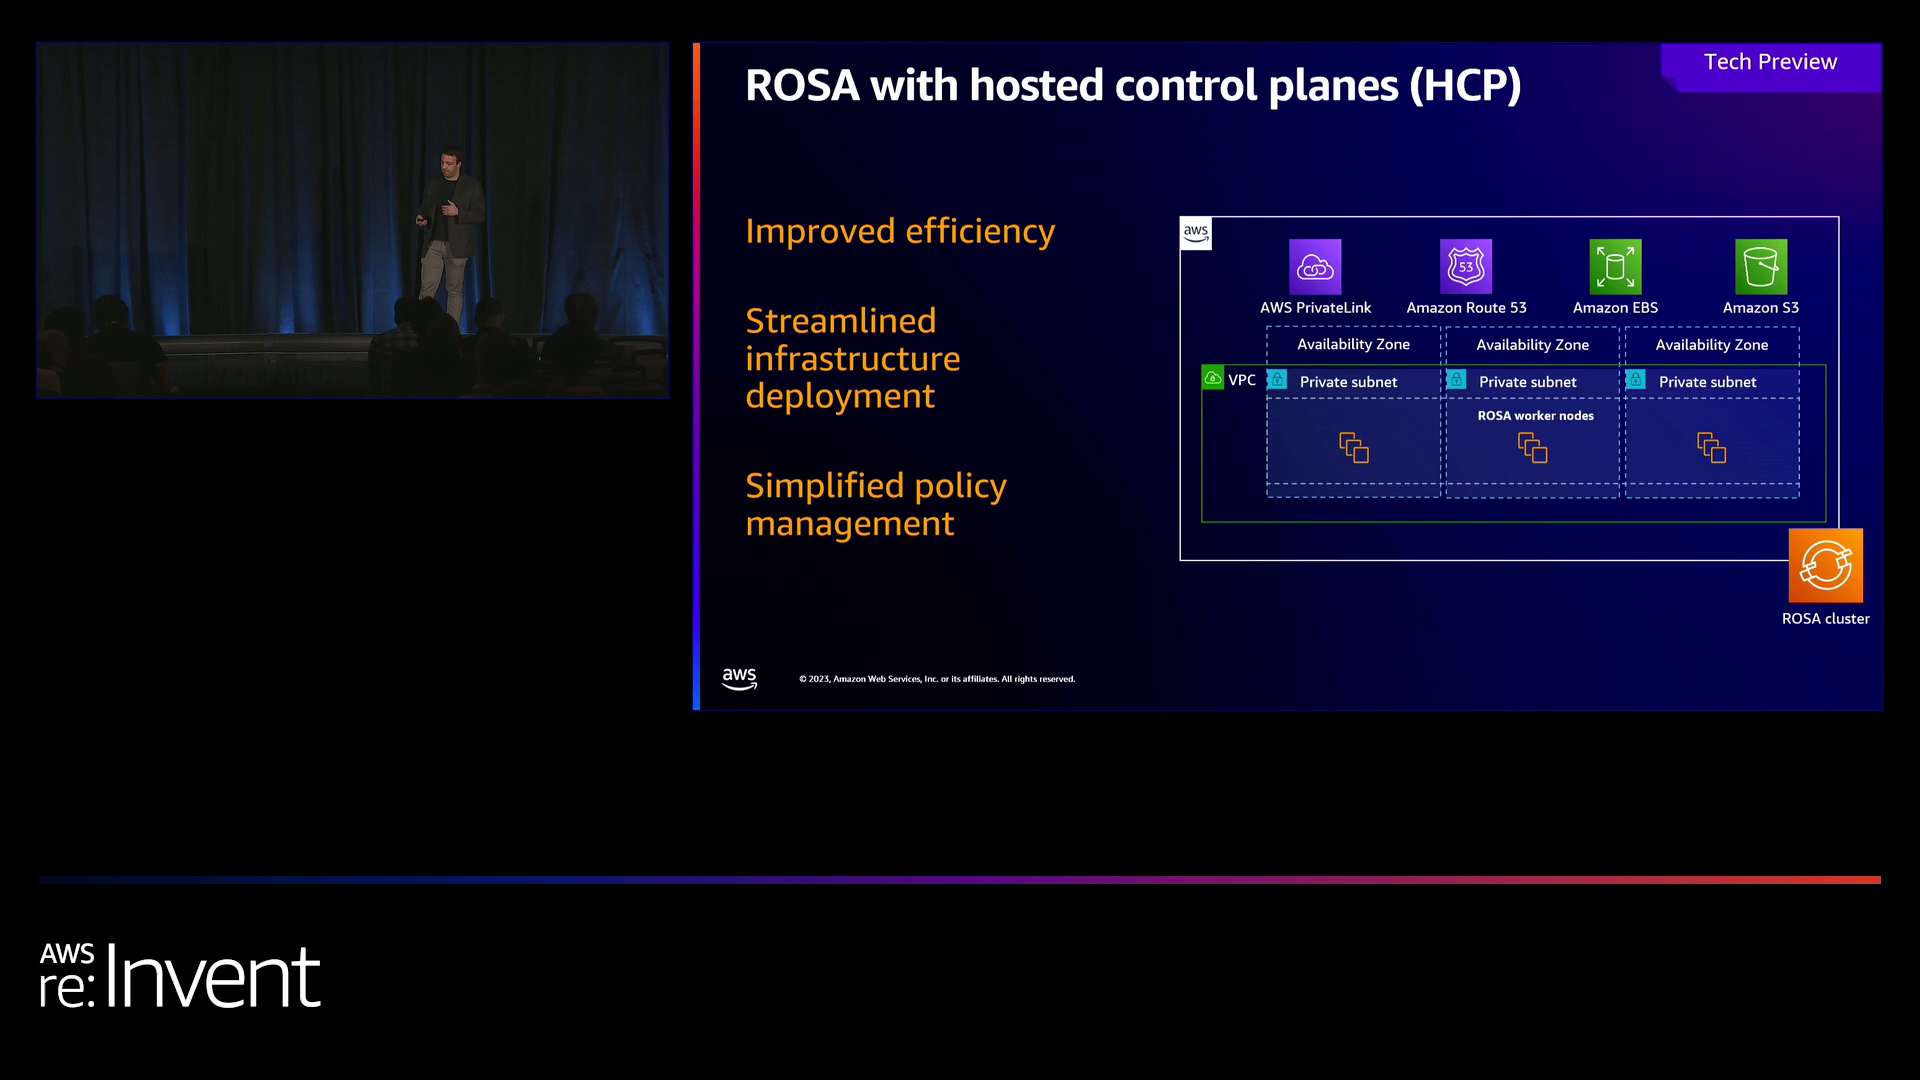 Tech Preview
ROSA with hosted control planes (HCP)
Improved efficiency
Streamlined
infrastructure
deployment
Simplified policy
management
aws
53
AWS PrivateLink
Amazon Route 53
Amazon EBS
Amazon S3
Availability Zone
Availability Zone
Availability Zone
VPC
Private subnet
Private subnet
Private subnet
ROSA worker nodes
ROSA cluster
aws
© 2023, Amazon Web Services, Inc. or its affiliates. All rights reserved.
AWS
re:Invent